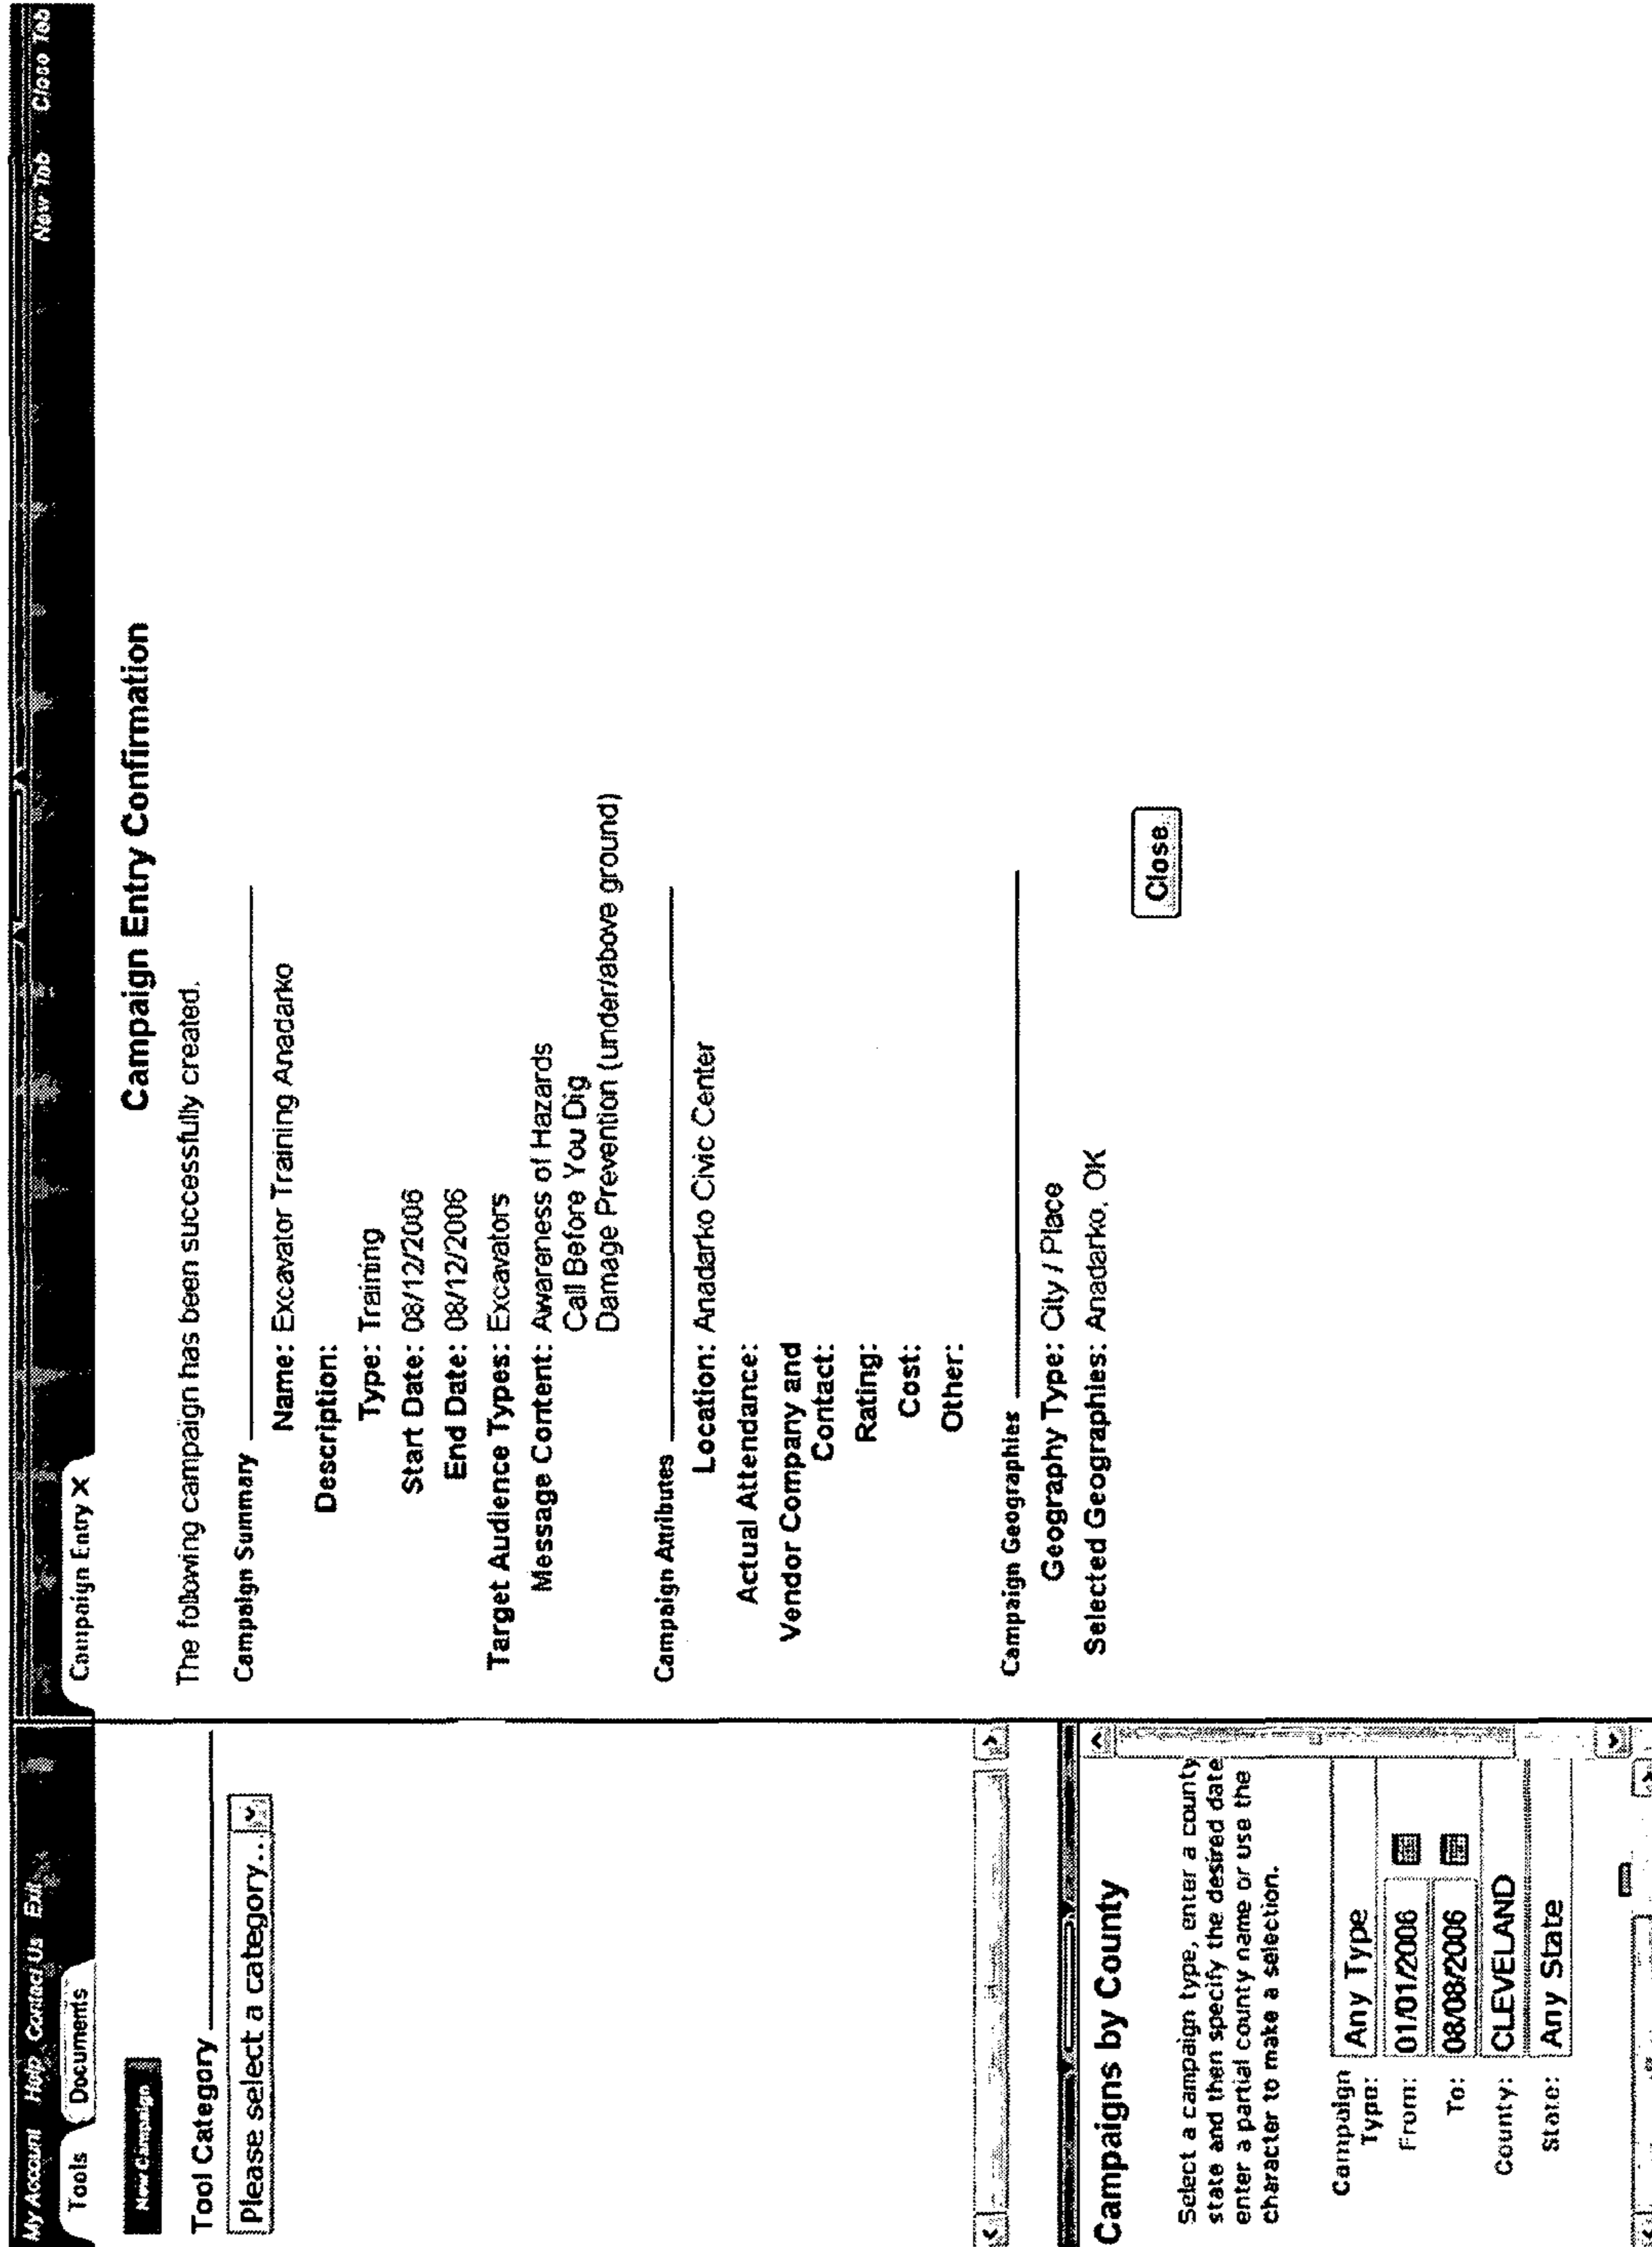 My Account Help Contact Us Exit
Tools Documents
New Campaign
Tool Category
Please select a category...
Campaigns by County
Select a campaign type, enter a county
state and then specify the desired date
enter a partial county name or use the
character to make a selection.
Campaign
Type: Any Type
From: 01/01/2006
To: 08/08/2006
County: CLEVELAND
State: Any State
New Tab Close Tab
Campaign Entry X
Campaign Entry Confirmation
The following campaign has been successfully created.
Campaign Summary
Name: Excavator Training Anadarko
Description:
Type: Training
Start Date: 08/12/2006
End Date: 08/12/2006
Target Audience Types: Excavators
Message Content: Awareness of Hazards
Call Before You Dig
Damage Prevention (under/above ground)
Campaign Attributes
Location: Anadarko Civic Center
Actual Attendance:
Vendor Company and
Contact:
Rating:
Cost:
Other:
Campaign Geographies
Geography Type: City / Place
Selected Geographies: Anadarko, OK
Close